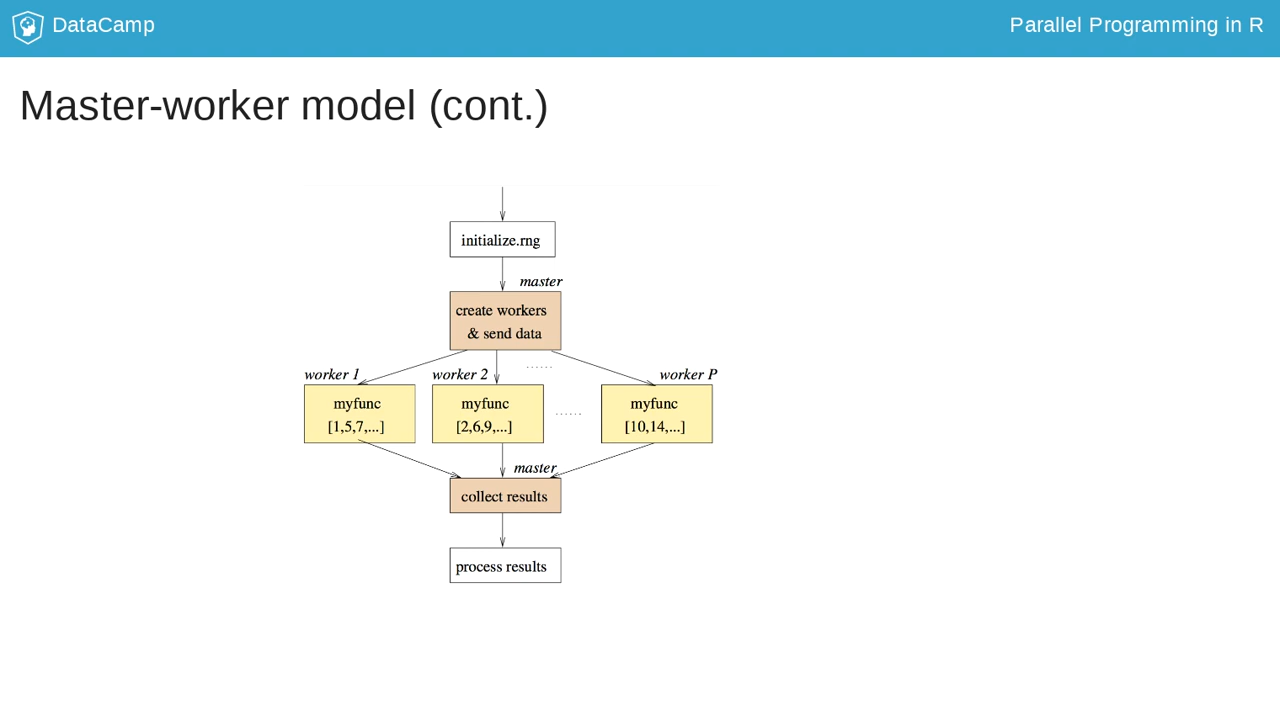 DataCamp
Parallel Programming in R
Master-worker model (cont.)
initialize.rng
master
create workers
& send data
......
worker 1
worker 2
worker P
myfunc
[1,5,7,...]
myfunc
[2,6,9,...]
......
myfunc
[10,14,...]
master
collect results
process results